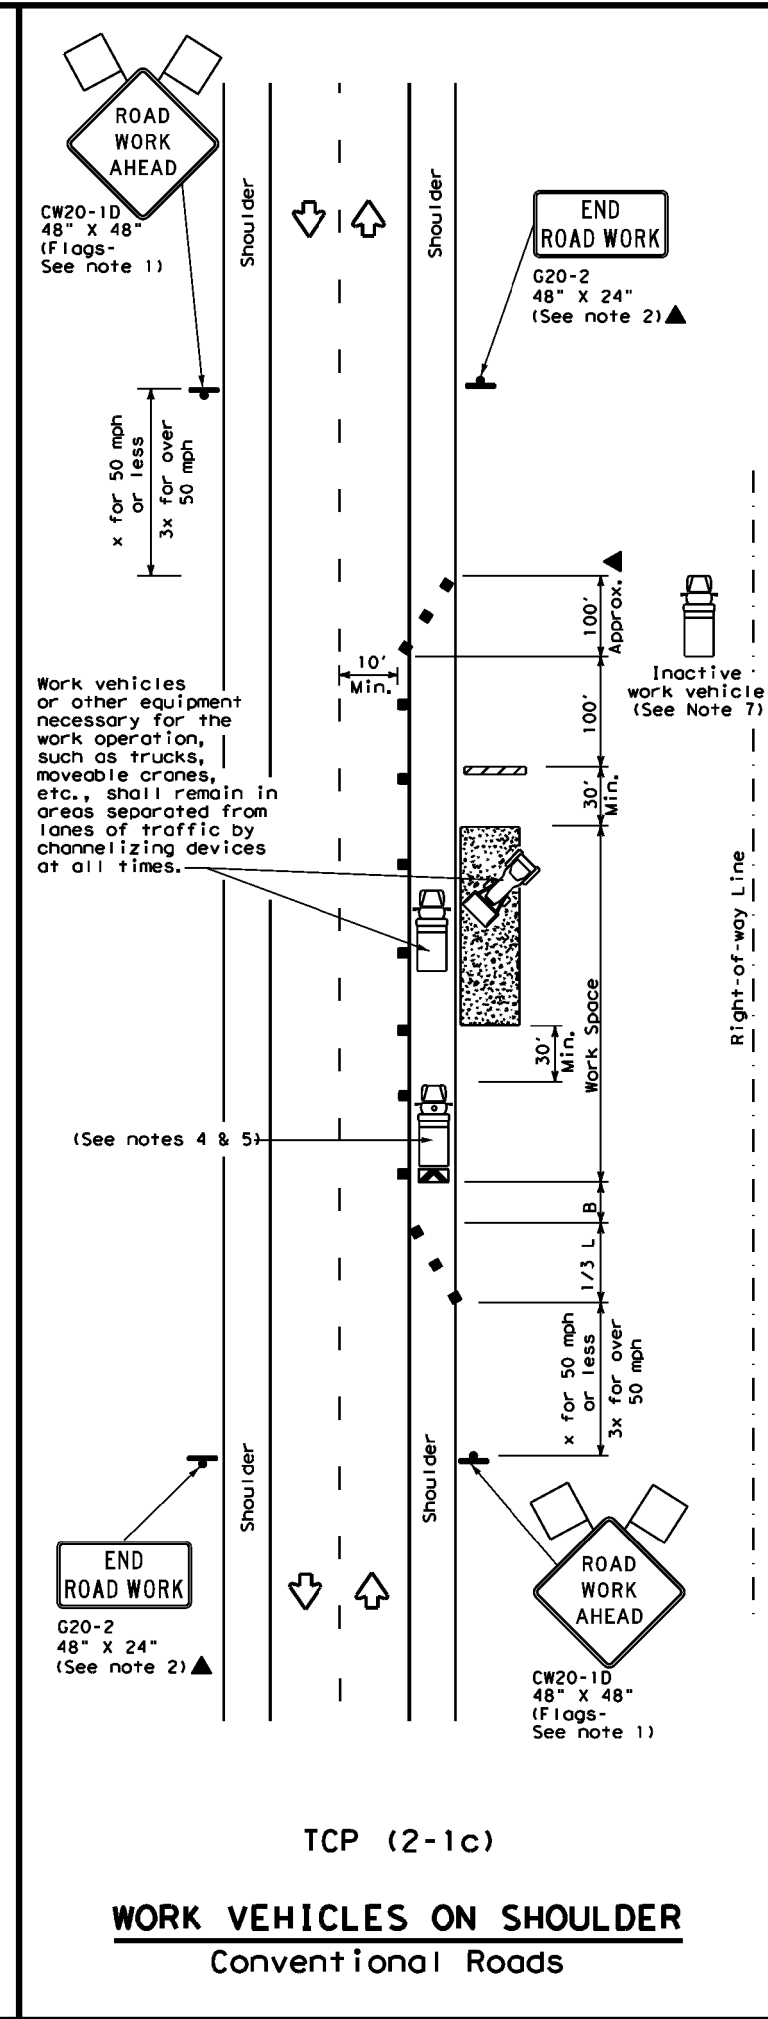 ROAD
WORK
AHEAD
CW20-1D
48" X 48"
(Flags-
See note 1)
Shoulder
Shoulder
END
ROAD WORK
G20-2
48" X 24"
(See note 2)▲
x for 50 mph
or less
3x for over
50 mph
100'
Approx.
Inactive
work vehicle
(See Note 7)
10'
Min.
100'
Work vehicles
or other equipment
necessary for the
work operation,
such as trucks,
moveable cranes,
etc., shall remain in
areas separated from
lanes of traffic by
channelizing devices
at all times.
30'
Min.
Right-of-way Line
Work Space
30'
Min.
(See notes 4 & 5)
B
1/3 L
x for 50 mph
or less
3x for over
50 mph
Shoulder
Shoulder
END
ROAD WORK
G20-2
48" X 24"
(See note 2)▲
ROAD
WORK
AHEAD
CW20-1D
48" X 48"
(Flags-
See note 1)
TCP (2-1c)
WORK VEHICLES ON SHOULDER
Conventional Roads